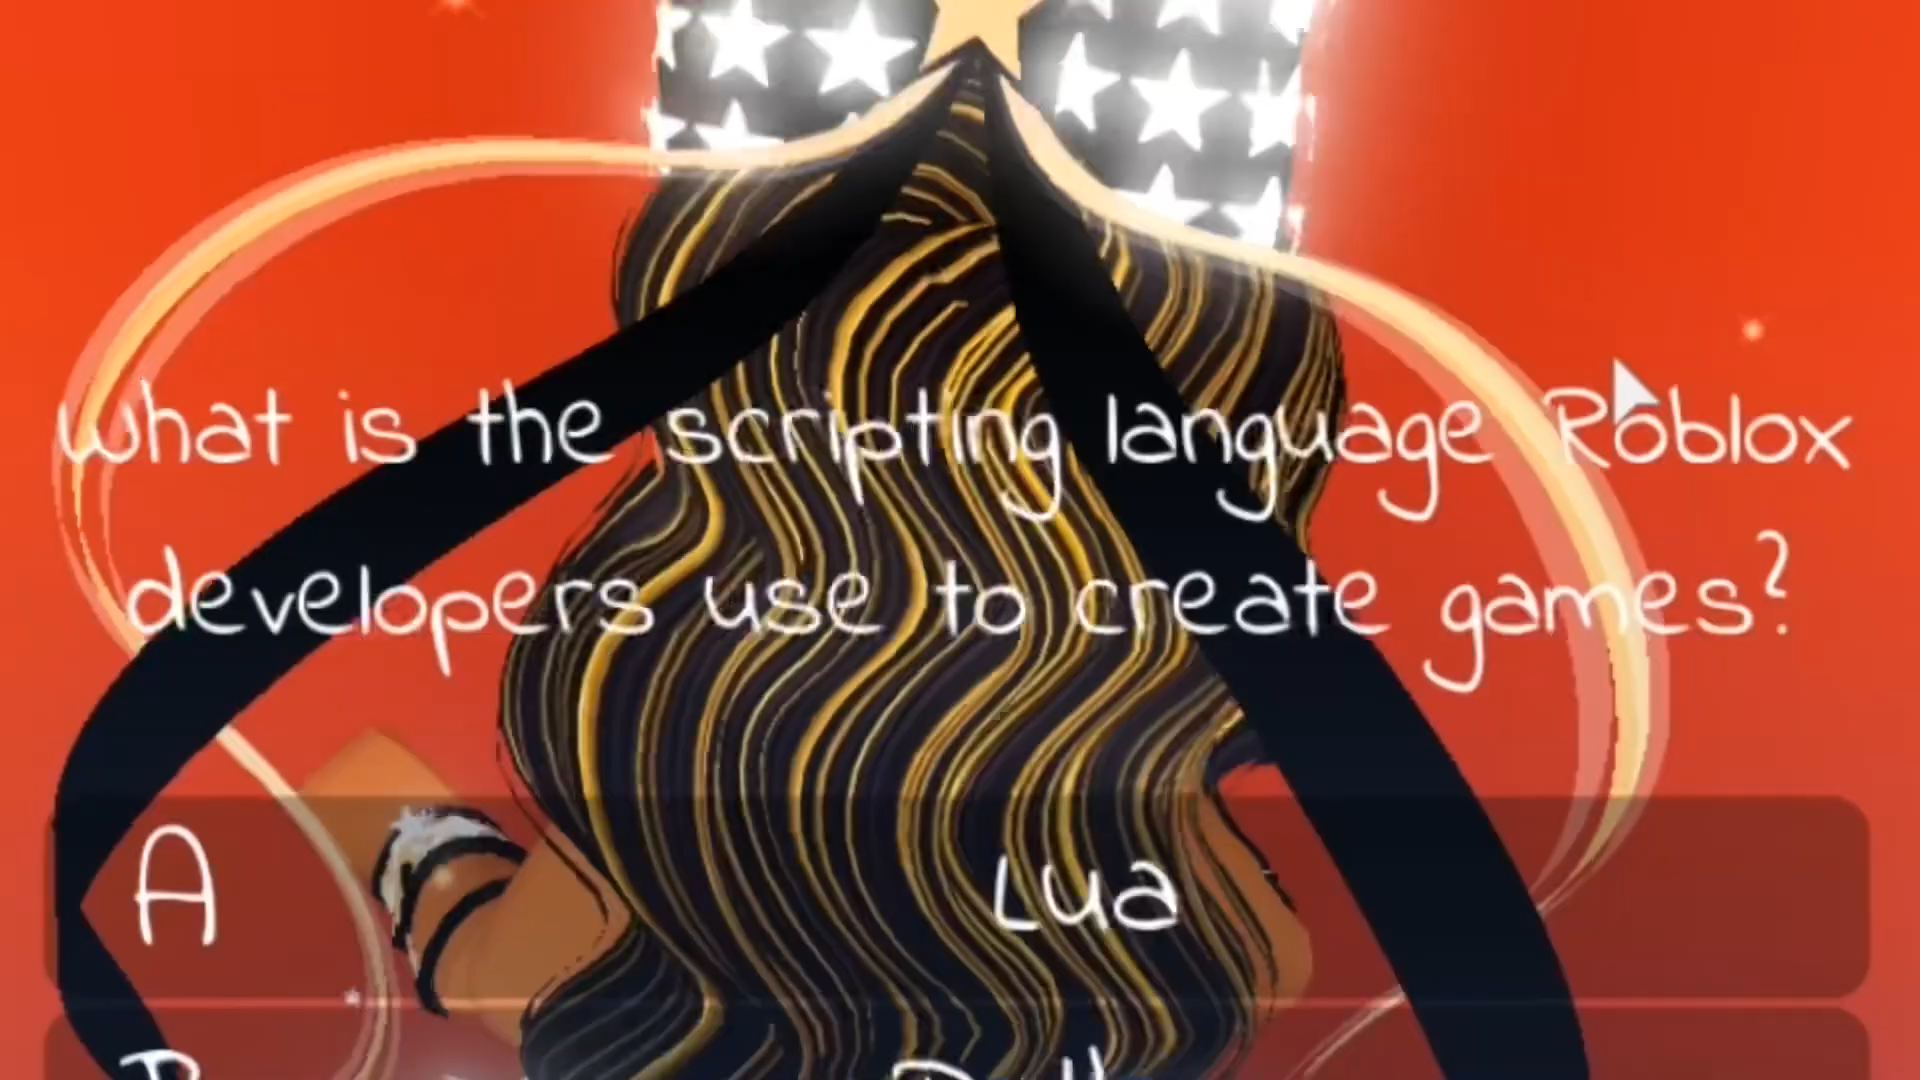 what is the scripting language Roblox
developers use to create games?
A
Lua